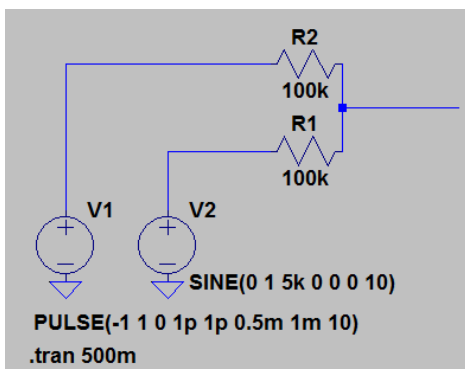 R2
100k
R1
100k
V1
V2
SINE(0 1 5k 0 0 0 10)
PULSE(-1 1 0 1p 1p 0.5m 1m 10)
.tran 500m